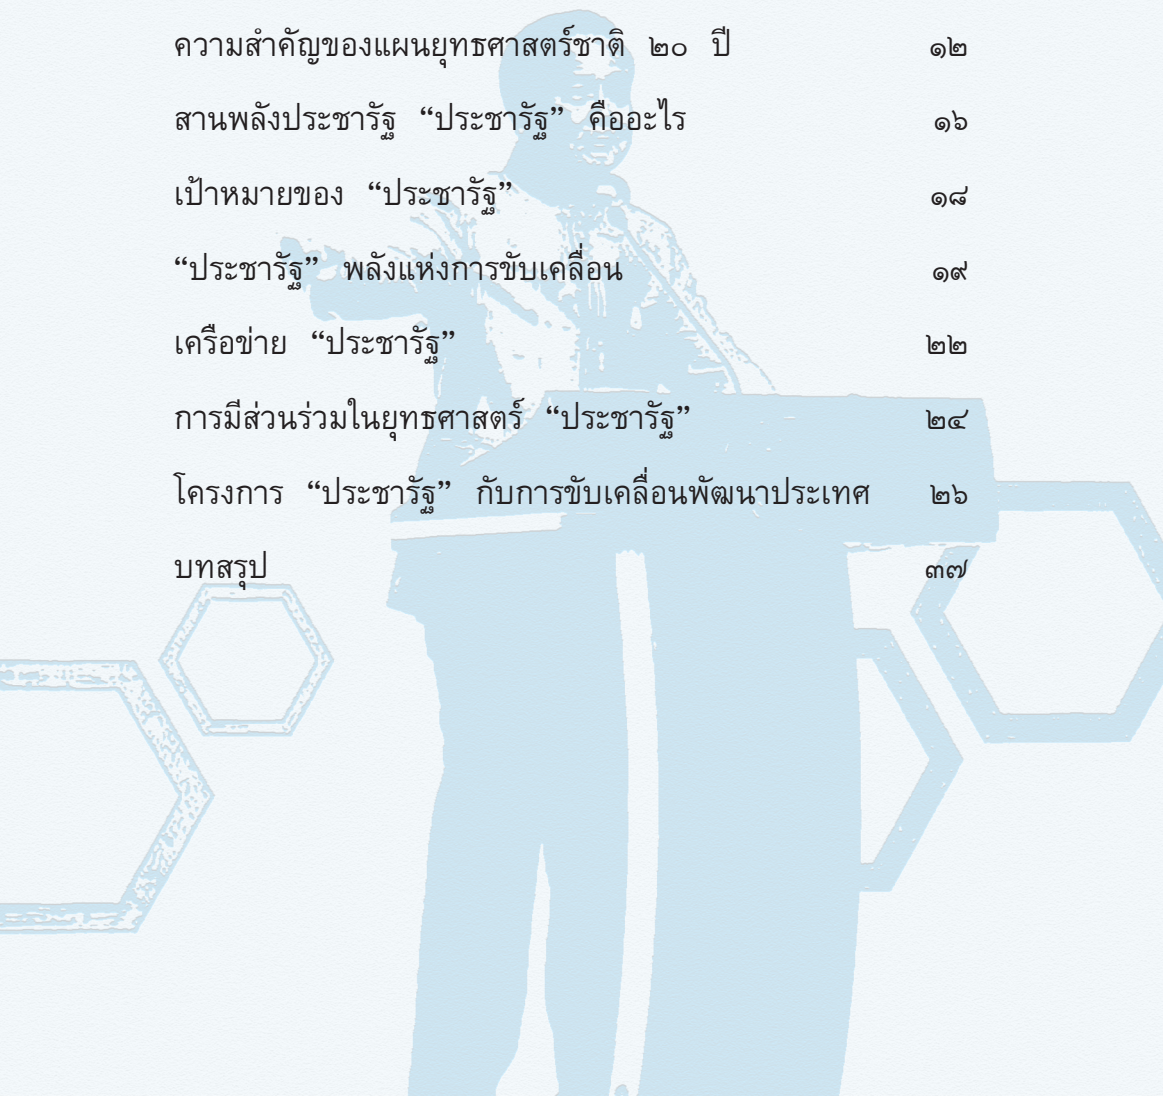 ความสำคัญของแผนยุทธศาสตร์ชาติ ๒๐ ปี ๑๒
สานพลังประชารัฐ “ประชารัฐ” คืออะไร ๑๖
เป้าหมายของ “ประชารัฐ” ๑๘
“ประชารัฐ” พลังแห่งการขับเคลื่อน ๑๙
เครือข่าย “ประชารัฐ” ๒๒
การมีส่วนร่วมในยุทธศาสตร์ “ประชารัฐ” ๒๔
โครงการ “ประชารัฐ” กับการขับเคลื่อนพัฒนาประเทศ ๒๖
บทสรุป ๓๗